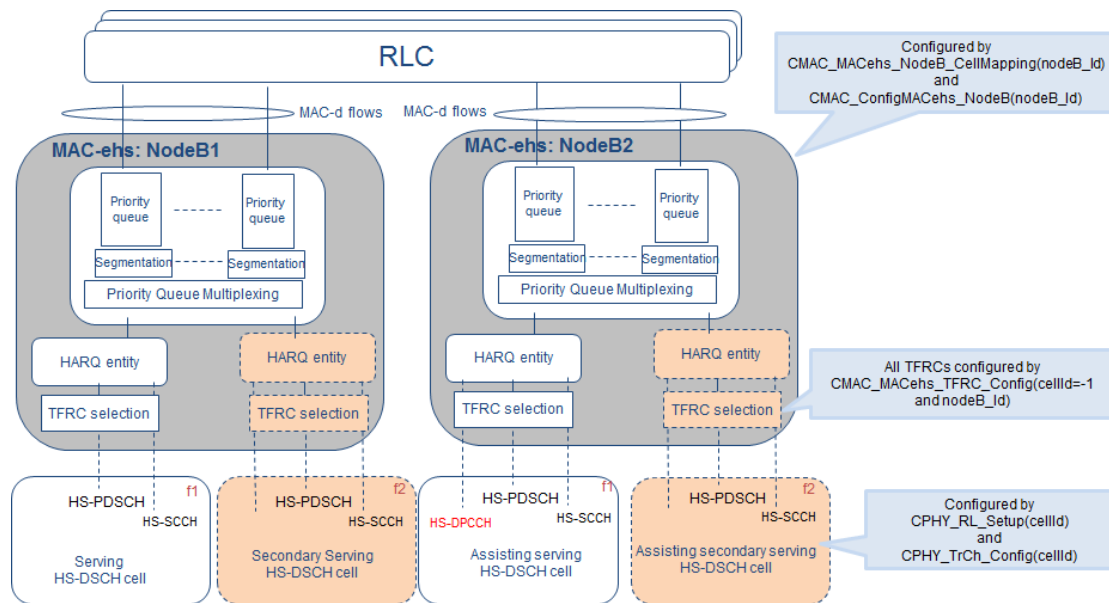 RLC
Configured by
CMAC_MACehs_NodeB_CellMapping(nodeB_Id)
and
CMAC_ConfigMACehs_NodeB(nodeB_Id)
MAC-d flows
MAC-d flows
MAC-ehs: NodeB1
MAC-ehs: NodeB2
Priority
queue
Priority
queue
Segmentation
Segmentation
Priority Queue Multiplexing
Priority
queue
Priority
queue
Segmentation
Segmentation
Priority Queue Multiplexing
HARQ entity
HARQ entity
HARQ entity
HARQ entity
TFRC selection
TFRC selection
TFRC selection
TFRC selection
All TFRCs configured by
CMAC_MACehs_TFRC_Config(cellId=-1
and nodeB_Id)
f1
HS-PDSCH
HS-SCCH
Serving
HS-DSCH cell
f2
HS-PDSCH
HS-SCCH
Secondary Serving
HS-DSCH cell
f1
HS-PDSCH
HS-DPCCH
HS-SCCH
Assisting serving
HS-DSCH cell
f2
HS-PDSCH
HS-SCCH
Assisting secondary serving
HS-DSCH cell
Configured by
CPHY_RL_Setup(cellId)
and
CPHY_TrCh_Config(cellId)